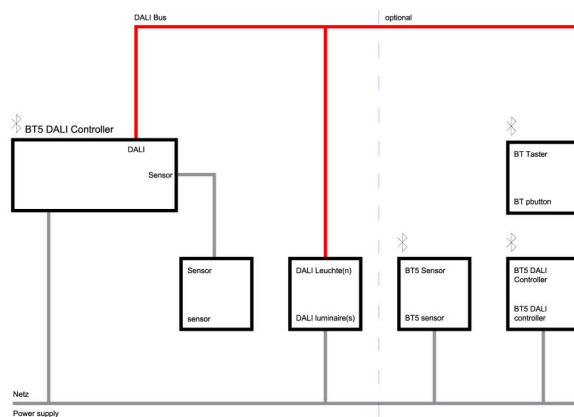 DALI Bus
optional
BT5 DALI Controller
DALI
Sensor
BT Taster
BT pbutton
Sensor
sensor
DALI Leuchte(n)
DALI luminaire(s)
BT5 Sensor
BT5 sensor
BT5 DALI
Controller
BT5 DALI
controller
Netz
Power supply